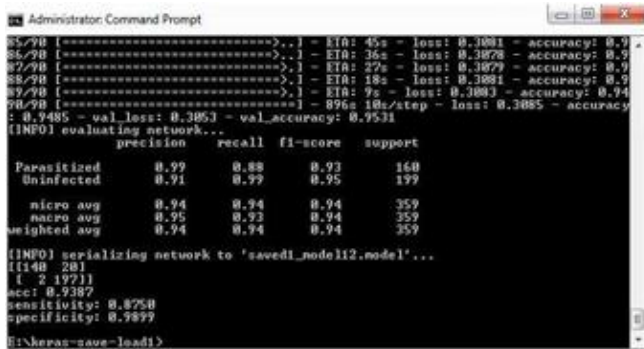 Administrator: Command Prompt
85/90 [==============================>..] - ETA: 45s - loss: 0.3081 - accuracy: 0.9
86/90 [==============================>..] - ETA: 36s - loss: 0.3078 - accuracy: 0.9
87/90 [==============================>..] - ETA: 27s - loss: 0.3079 - accuracy: 0.9
88/90 [==============================>..] - ETA: 18s - loss: 0.3081 - accuracy: 0.9
89/90 [==============================>.] - ETA: 9s - loss: 0.3083 - accuracy: 0.94
90/90 [==============================] - 896s 10s/step - loss: 0.3085 - accuracy
: 0.9485 - val_loss: 0.3053 - val_accuracy: 0.9531
[INFO] evaluating network...
precision recall f1-score support
Parasitized 0.99 0.88 0.93 160
Uninfected 0.91 0.99 0.95 199
micro avg 0.94 0.94 0.94 359
macro avg 0.95 0.93 0.94 359
weighted avg 0.94 0.94 0.94 359
[INFO] serializing network to 'saved1_model12.model'...
[[140 20]
[ 2 197]]
acc: 0.9387
sensitivity: 0.8750
specificity: 0.9899
E:\keras-save-load1>